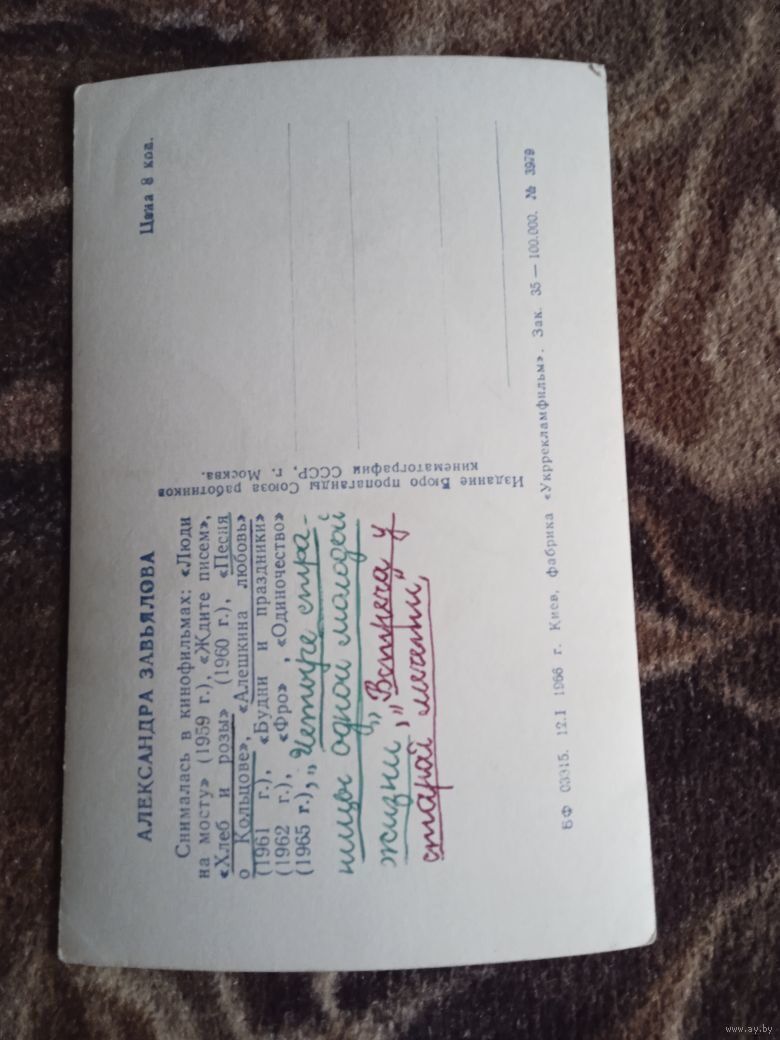 АЛЕКСАНДРА ЗАВЬЯЛОВА
Снималась в кинофильмах: «Люди
на мосту» (1959 г.), «Ждите писем»,
«Хлеб и розы» (1960 г.), «Песня
о Кольцове», «Алешкина любовь»
(1961 г.), «Будни и праздники»
(1962 г.), «Фро» , «Одиночество»
(1965 г.), „Четыре стра-
ницы одной молодой
жизни", „Встреча у
старой мечети",
Издание Бюро пропаганды Союза работников
кинематографии СССР, г. Москва.
Цена 8 коп.
БФ 03315. 12.I 1966 г. Киев, фабрика «Укррекламфильм». Зак. 35—100.000. № 3979
www.ay.by